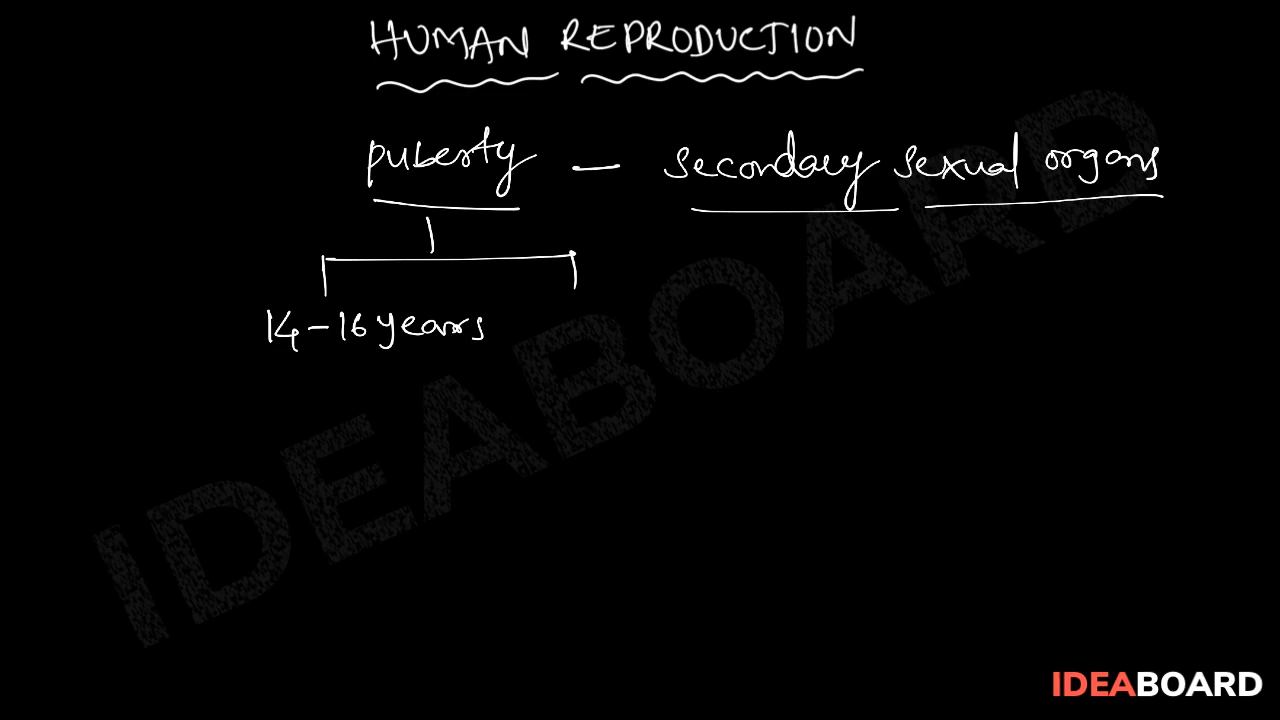 HUMAN REPRODUCTION
puberty — secondary sexual organs
14-16 years
IDEABOARD
IDEABOARD